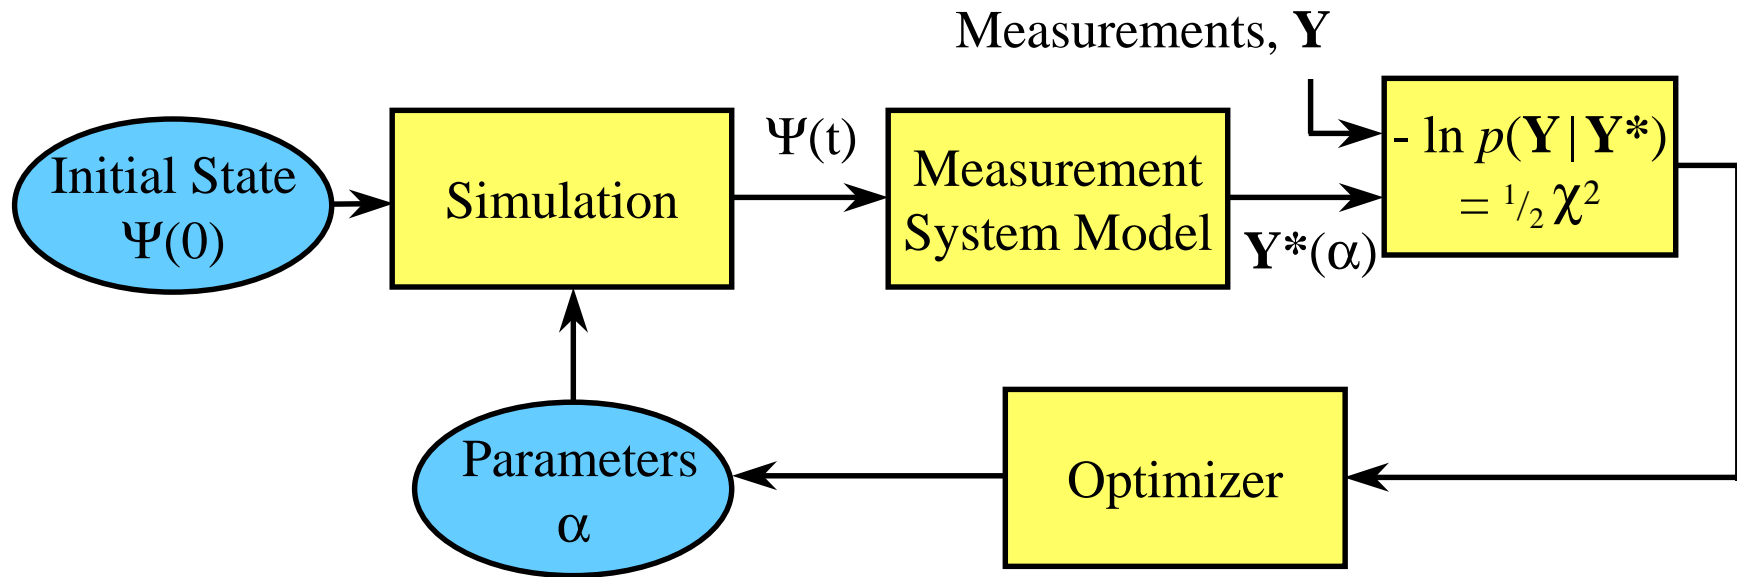 Measurements, Y
Initial State
Ψ(0)
Simulation
Ψ(t)
Measurement
System Model
Y*(α)
- ln p(Y | Y*)
= 1/2 χ²
Parameters
α
Optimizer